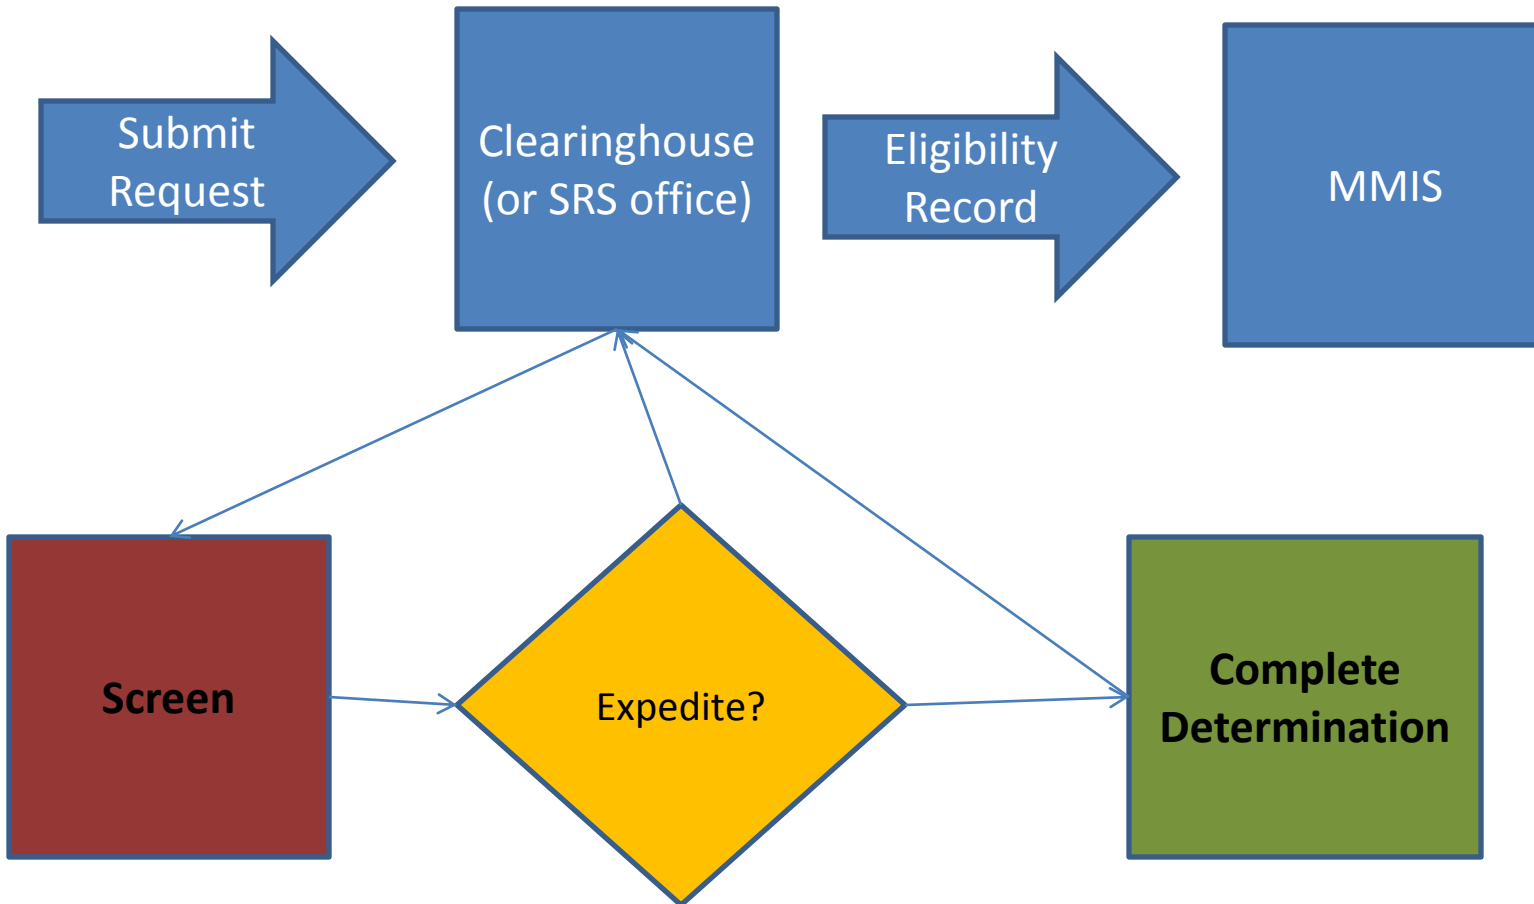 Submit
Request
Clearinghouse
(or SRS office)
Eligibility
Record
MMIS
Screen
Expedite?
Complete
Determination